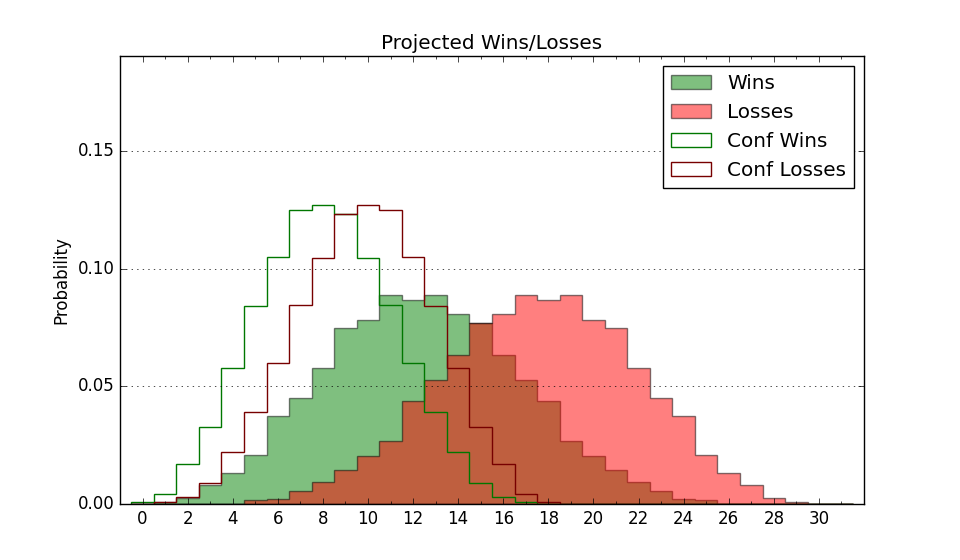 Projected Wins/Losses
Wins
Losses
Conf Wins
Conf Losses
Probability
0.15
0.10
0.05
0.00
0 2 4 6 8 10 12 14 16 18 20 22 24 26 28 30